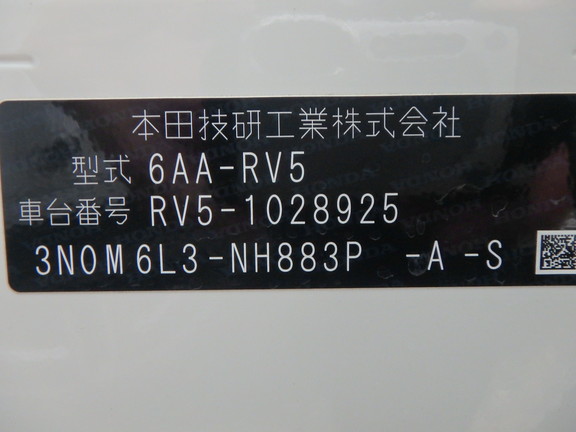 本田技研工業株式会社
型式 6AA-RV5
車台番号 RV5-1028925
3N0M6L3-NH883P -A -S